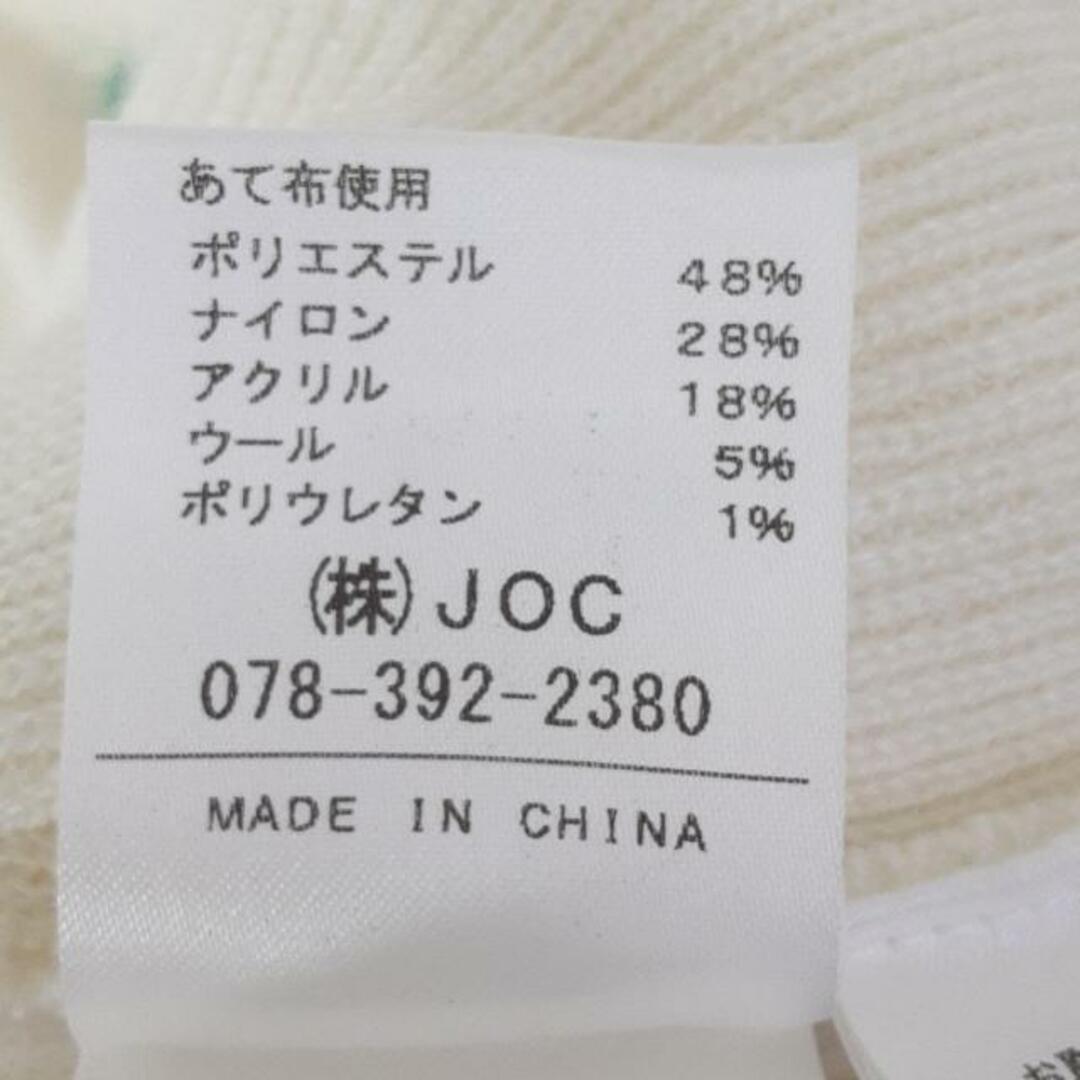 あて布使用
ポリエステル 48%
ナイロン 28%
アクリル 18%
ウール 5%
ポリウレタン 1%
(株)JOC
078-392-2380
MADE IN CHINA